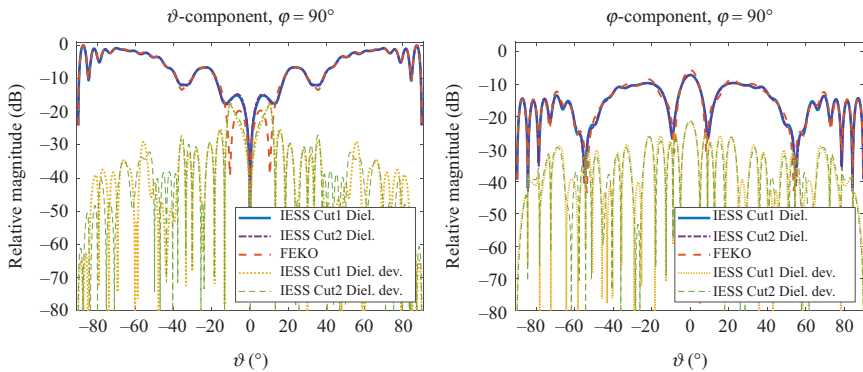 ϑ-component, φ = 90°
Relative magnitude (dB)
0
–10
–20
–30
–40
–50
–60
–70
–80
IESS Cut1 Diel.
IESS Cut2 Diel.
FEKO
IESS Cut1 Diel. dev.
IESS Cut2 Diel. dev.
–80 –60 –40 –20 0 20 40 60 80
ϑ (°)
φ-component, φ = 90°
Relative magnitude (dB)
0
–10
–20
–30
–40
–50
–60
–70
–80
IESS Cut1 Diel.
IESS Cut2 Diel.
FEKO
IESS Cut1 Diel. dev.
IESS Cut2 Diel. dev.
–80 –60 –40 –20 0 20 40 60 80
ϑ (°)